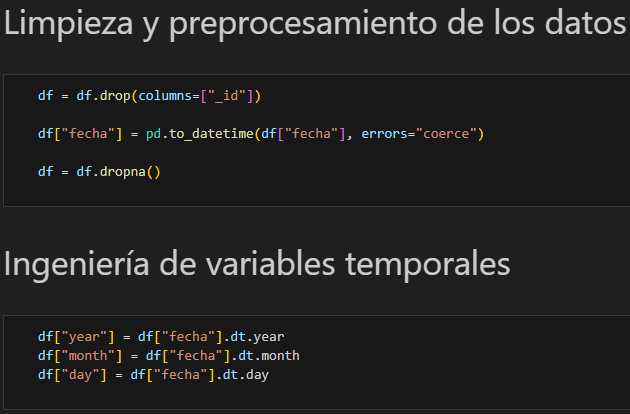 Limpieza y preprocesamiento de los datos
df = df.drop(columns=["_id"])
df["fecha"] = pd.to_datetime(df["fecha"], errors="coerce")
df = df.dropna()
Ingeniería de variables temporales
df["year"] = df["fecha"].dt.year
df["month"] = df["fecha"].dt.month
df["day"] = df["fecha"].dt.day